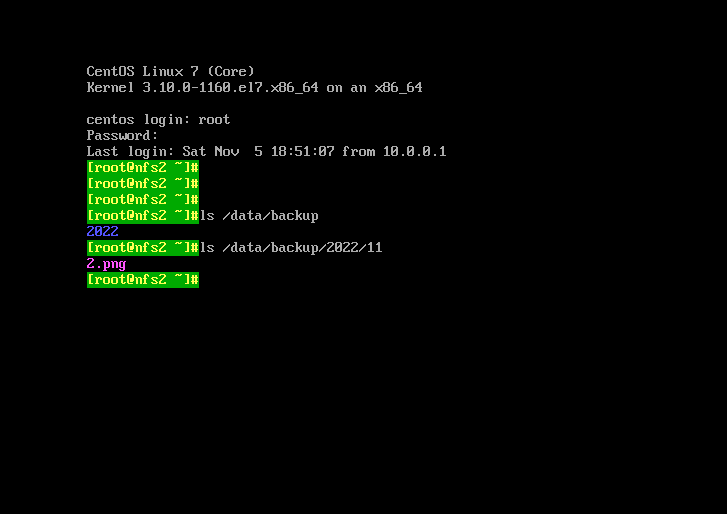 CentOS Linux 7 (Core)
Kernel 3.10.0-1160.el7.x86_64 on an x86_64
centos login: root
Password:
Last login: Sat Nov  5 18:51:07 from 10.0.0.1
[root@nfs2 ~]#
[root@nfs2 ~]#
[root@nfs2 ~]#
[root@nfs2 ~]#ls /data/backup
2022
[root@nfs2 ~]#ls /data/backup/2022/11
2.png
[root@nfs2 ~]#